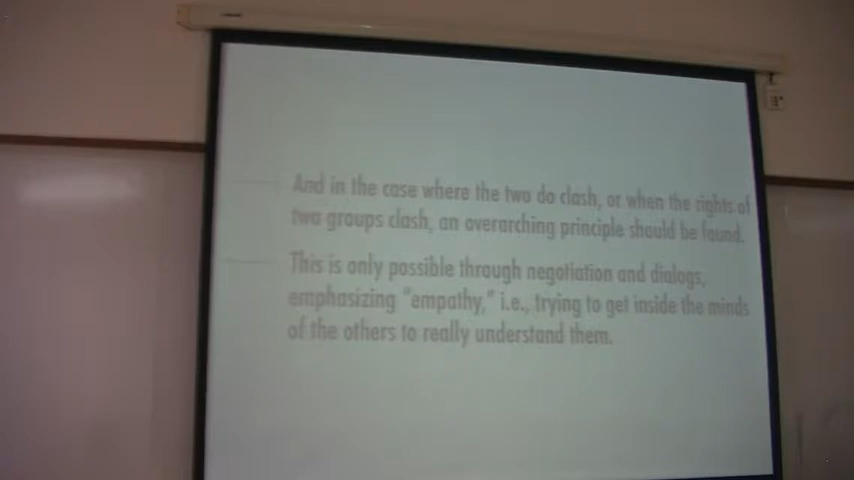 And in the case where the two do clash, or when the rights of
two groups clash, an overarching principle should be found.
This is only possible through negotiation and dialogs,
emphasizing “empathy,” i.e., trying to get inside the minds
of the others to really understand them.